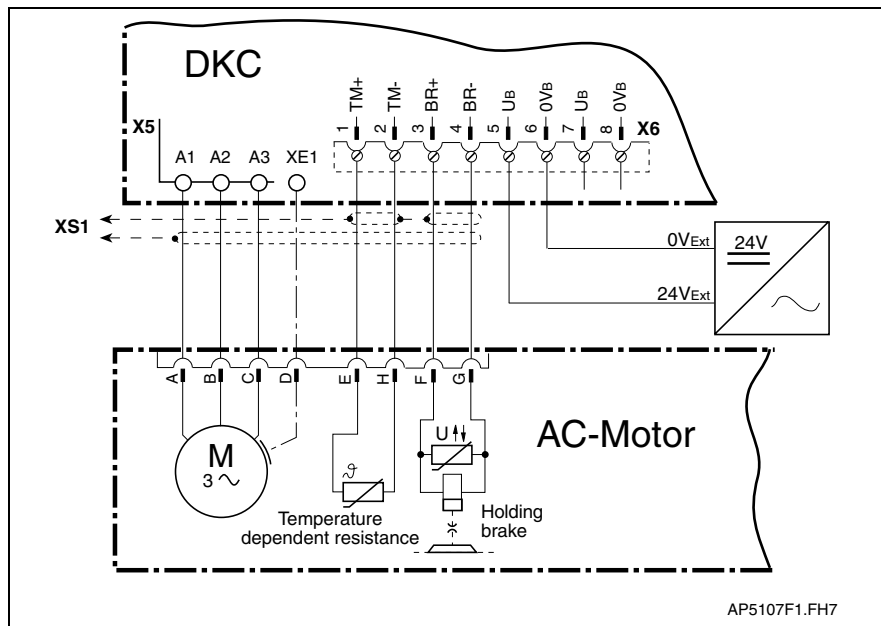 DKC
X5
A1 A2 A3 XE1
TM+ TM- BR+ BR- UB 0VB UB 0VB
1 2 3 4 5 6 7 8 X6
XS1
0VExt
24VExt
24V
A B C D E H F G
M
3
ϑ
U
Temperature
dependent resistance
Holding
brake
AC-Motor
AP5107F1.FH7